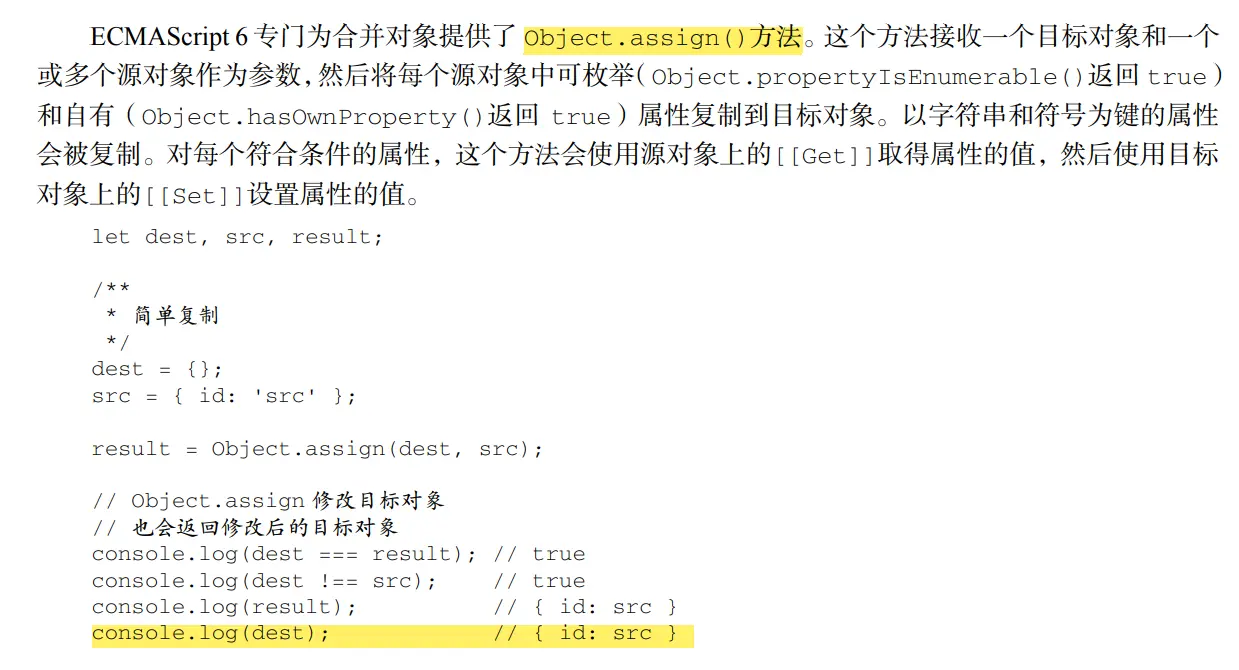 ECMAScript 6 专门为合并对象提供了 Object.assign()方法。这个方法接收一个目标对象和一个
或多个源对象作为参数，然后将每个源对象中可枚举（Object.propertyIsEnumerable()返回 true）
和自有（Object.hasOwnProperty()返回 true）属性复制到目标对象。以字符串和符号为键的属性
会被复制。对每个符合条件的属性，这个方法会使用源对象上的[[Get]]取得属性的值，然后使用目标
对象上的[[Set]]设置属性的值。
let dest, src, result;
/**
 * 简单复制
 */
dest = {};
src = { id: 'src' };
result = Object.assign(dest, src);
// Object.assign 修改目标对象
// 也会返回修改后的目标对象
console.log(dest === result); // true
console.log(dest !== src);    // true
console.log(result);          // { id: src }
console.log(dest);            // { id: src }